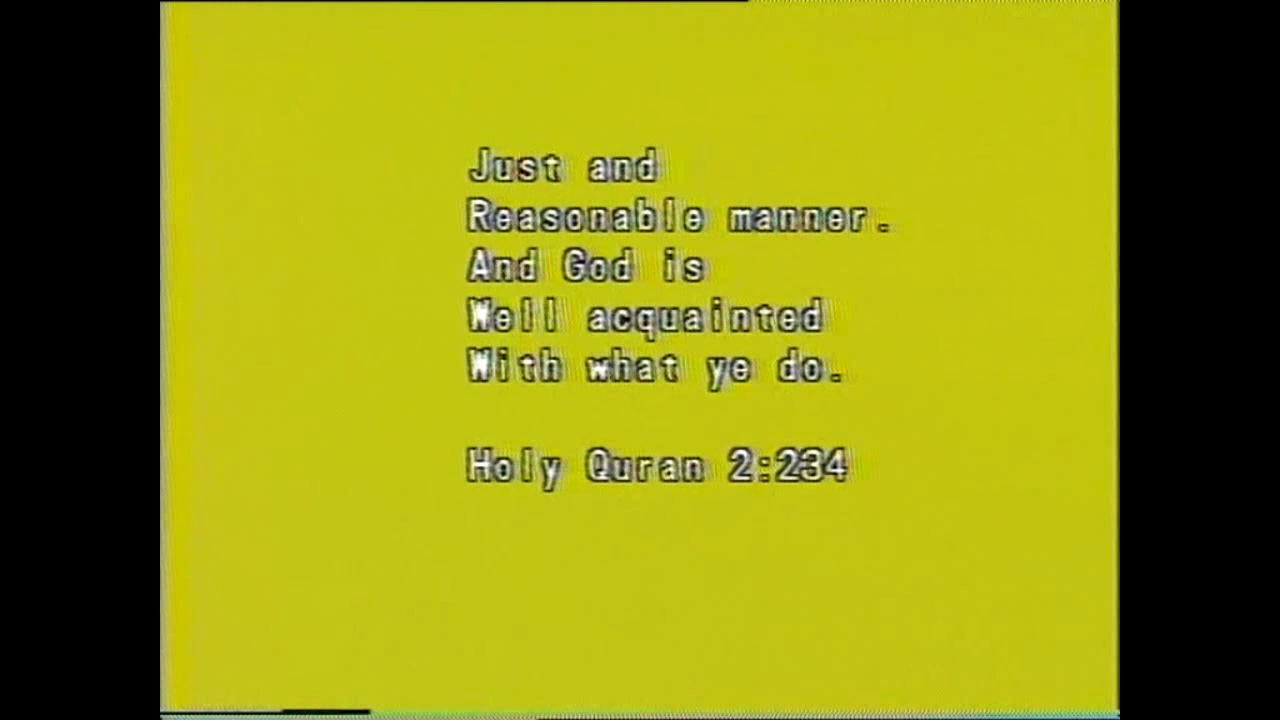 Just and
Reasonable manner.
And God is
Well acquainted
With what ye do.
Holy Quran 2:234